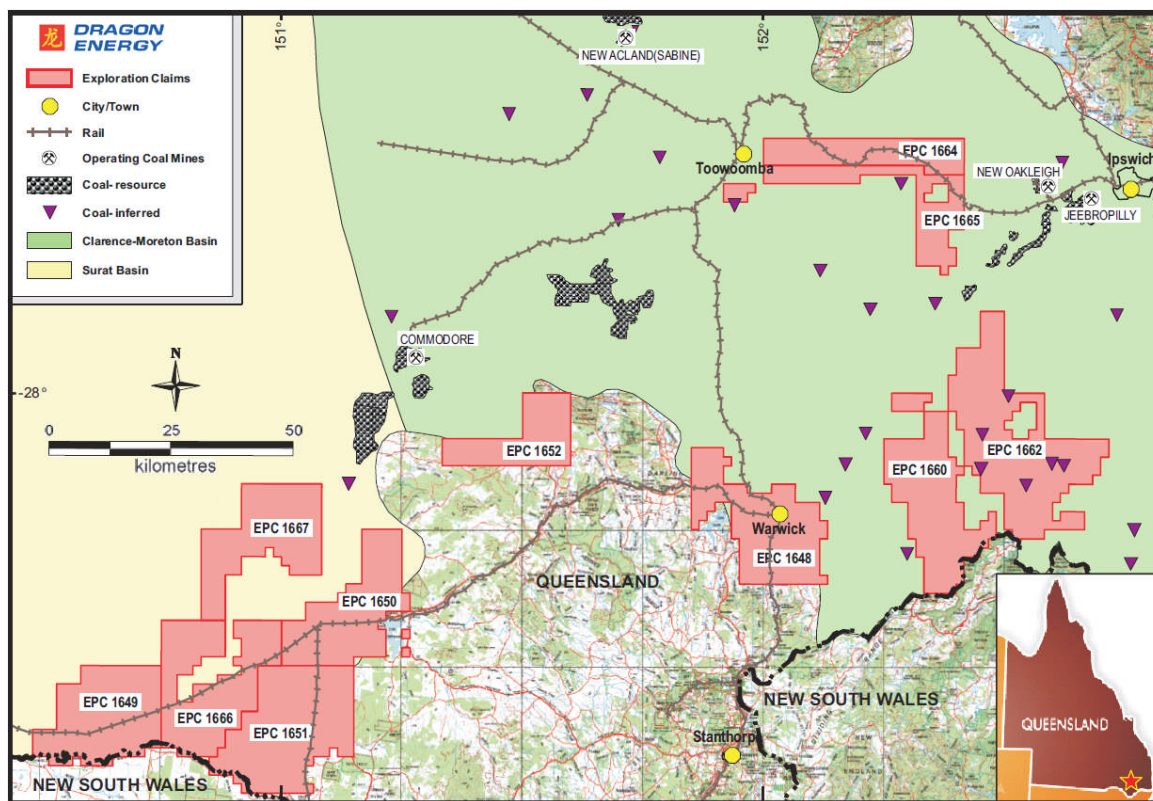 龙
DRAGON
ENERGY
Exploration Claims
City/Town
Rail
Operating Coal Mines
Coal- resource
Coal-inferred
Clarence-Moreton Basin
Surat Basin
151°
152°
NEW ACLAND(SABINE)
Toowoomba
EPC 1664
Ipswich
NEW OAKLEIGH
JEEBROPILLY
EPC 1665
COMMODORE
N
-28°
0 25 50
kilometres
EPC 1652
EPC 1660
EPC 1662
EPC 1667
Warwick
EPC 1648
QUEENSLAND
EPC 1650
EPC 1649
EPC 1666
EPC 1651
NEW SOUTH WALES
Stanthorp
NEW SOUTH WALES
QUEENSLAND